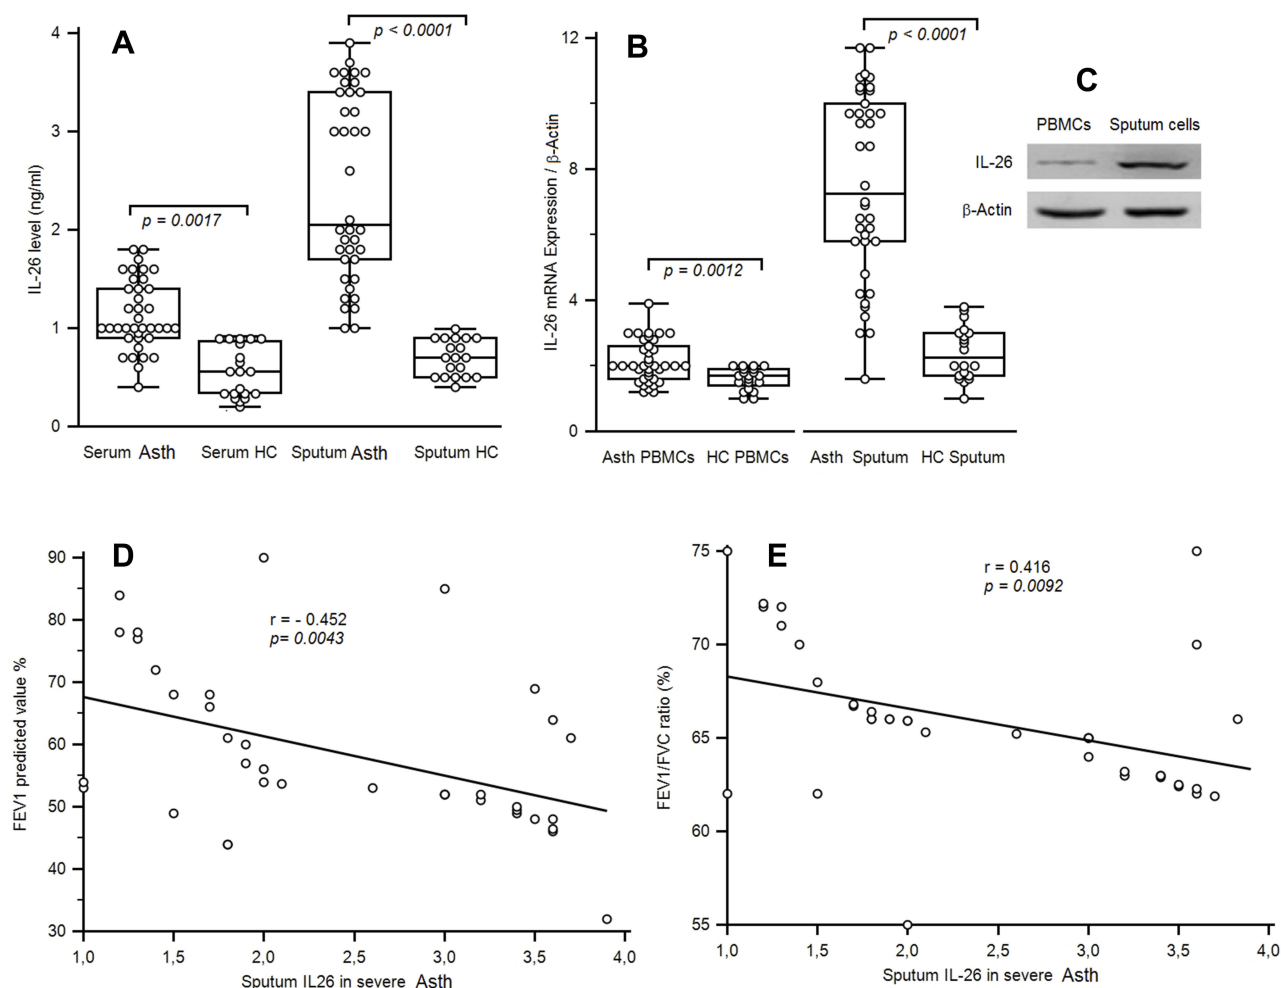 A
IL-26 level (ng/ml)
4
3
2
1
0
p = 0.0017
p < 0.0001
Serum Asth
Serum HC
Sputum Asth
Sputum HC
B
IL-26 mRNA Expression / β-Actin
12
8
4
0
p = 0.0012
p < 0.0001
Asth PBMCs
HC PBMCs
Asth Sputum
HC Sputum
C
PBMCs Sputum cells
IL-26
β-Actin
D
FEV1 predicted value %
90
80
70
60
50
40
30
r = - 0.452
p= 0.0043
1,0 1,5 2,0 2,5 3,0 3,5 4,0
Sputum IL26 in severe Asth
E
FEV1/FVC ratio (%)
75
70
65
60
55
r = 0.416
p = 0.0092
1,0 1,5 2,0 2,5 3,0 3,5 4,0
Sputum IL-26 in severe Asth